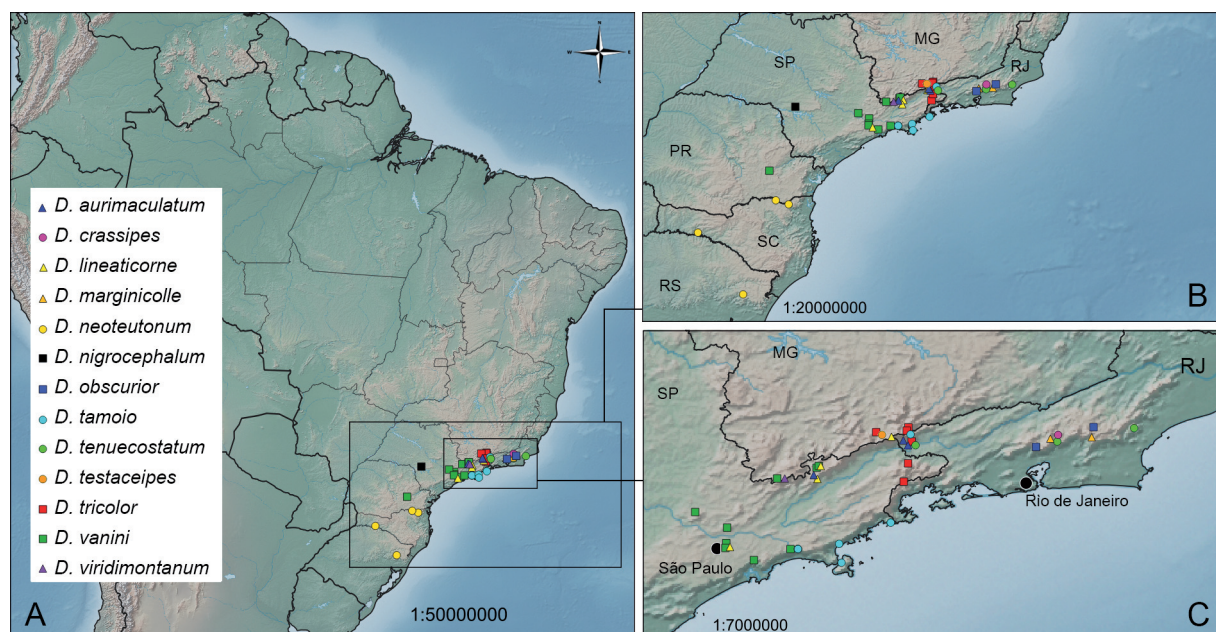 N
W
E
S
D. aurimaculatum
D. crassipes
D. lineaticorne
D. marginicolle
D. neoteutonum
D. nigrocephalum
D. obscurior
D. tamoio
D. tenuecostatum
D. testaceipes
D. tricolor
D. vanini
D. viridimontanum
A
1:50000000
MG
SP
RJ
PR
SC
RS
1:20000000
B
MG
RJ
SP
Rio de Janeiro
São Paulo
1:7000000
C